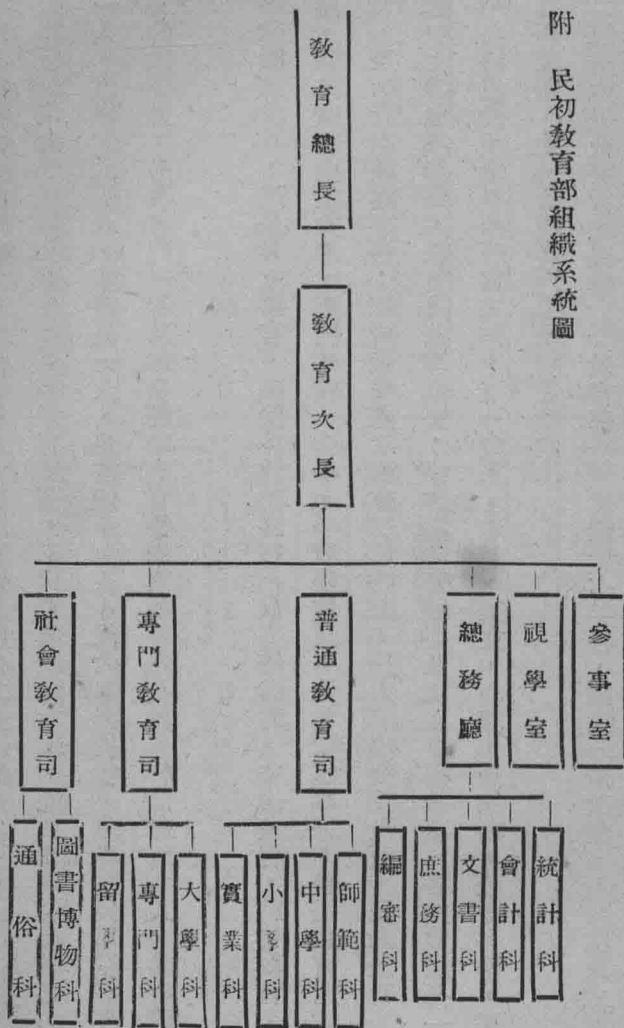 附　民初教育部組織系統圖
教育總長
教育次長
參事室
視學室
總務廳
普通教育司
專門教育司
社會教育司
統計科
會計科
文書科
庶務科
編審科
師範科
中學科
小學科
實業科
大學科
專門科
留學科
圖書博物科
通俗科